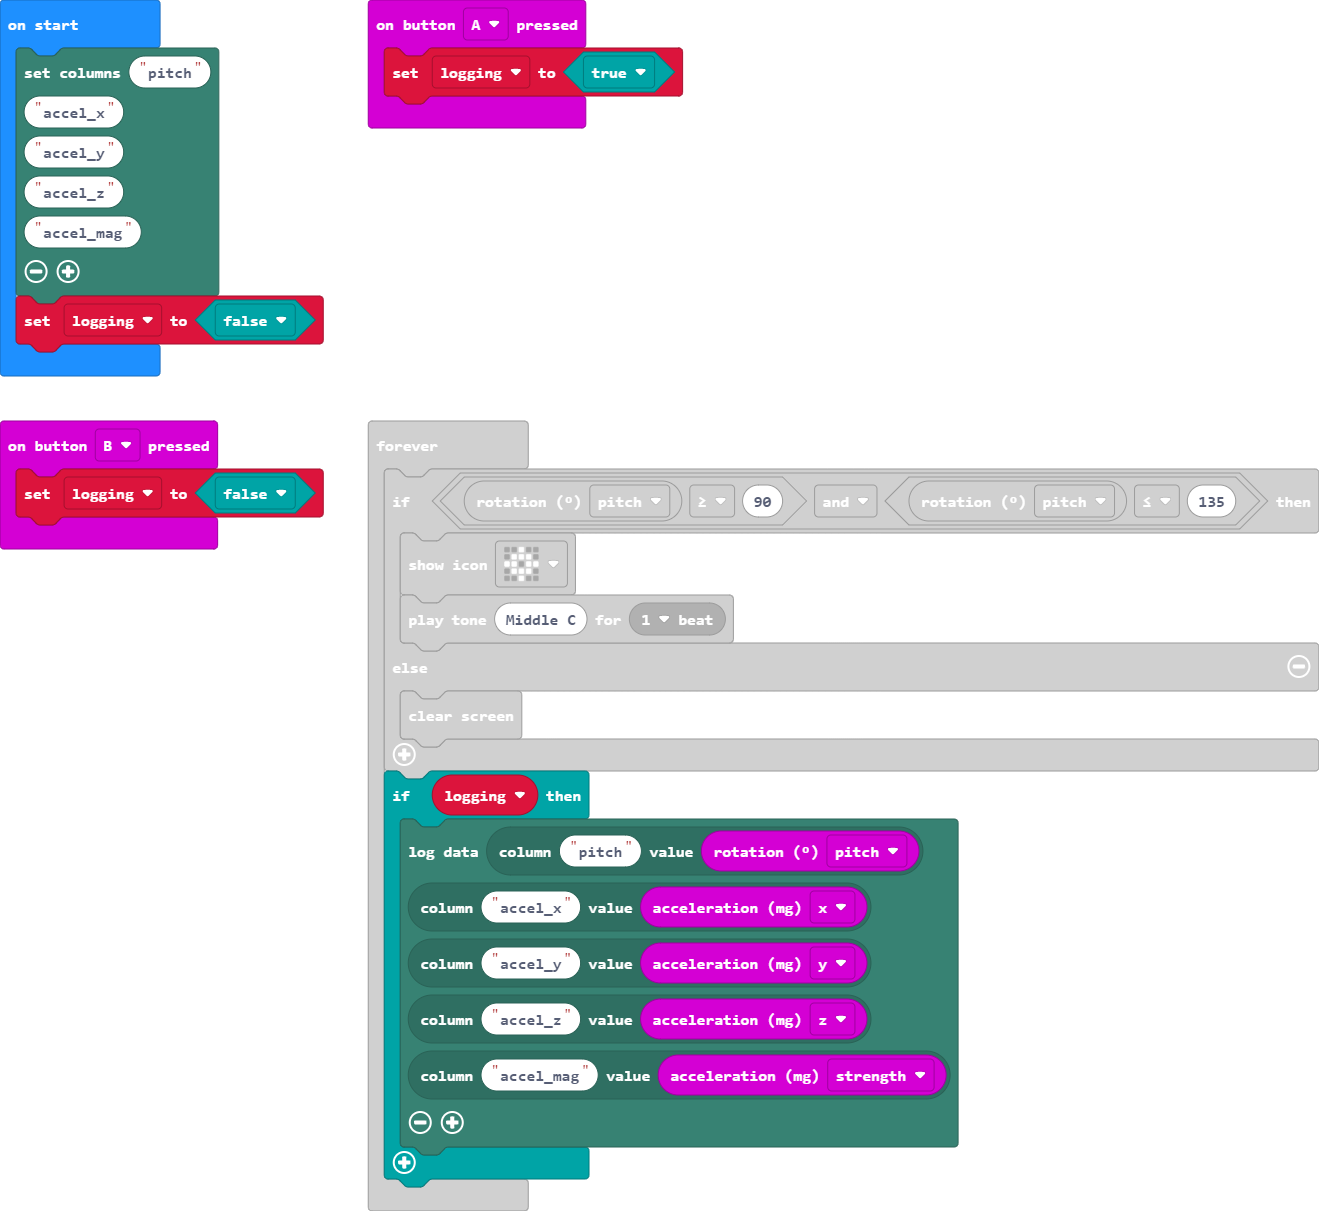 on start
set columns "pitch"
"accel_x"
"accel_y"
"accel_z"
"accel_mag"
set logging to false
on button A pressed
set logging to true
on button B pressed
set logging to false
forever
if rotation (º) pitch ≥ 90 and rotation (º) pitch ≤ 135 then
show icon
play tone Middle C for 1 beat
else
clear screen
if logging then
log data column "pitch" value rotation (º) pitch
column "accel_x" value acceleration (mg) x
column "accel_y" value acceleration (mg) y
column "accel_z" value acceleration (mg) z
column "accel_mag" value acceleration (mg) strength